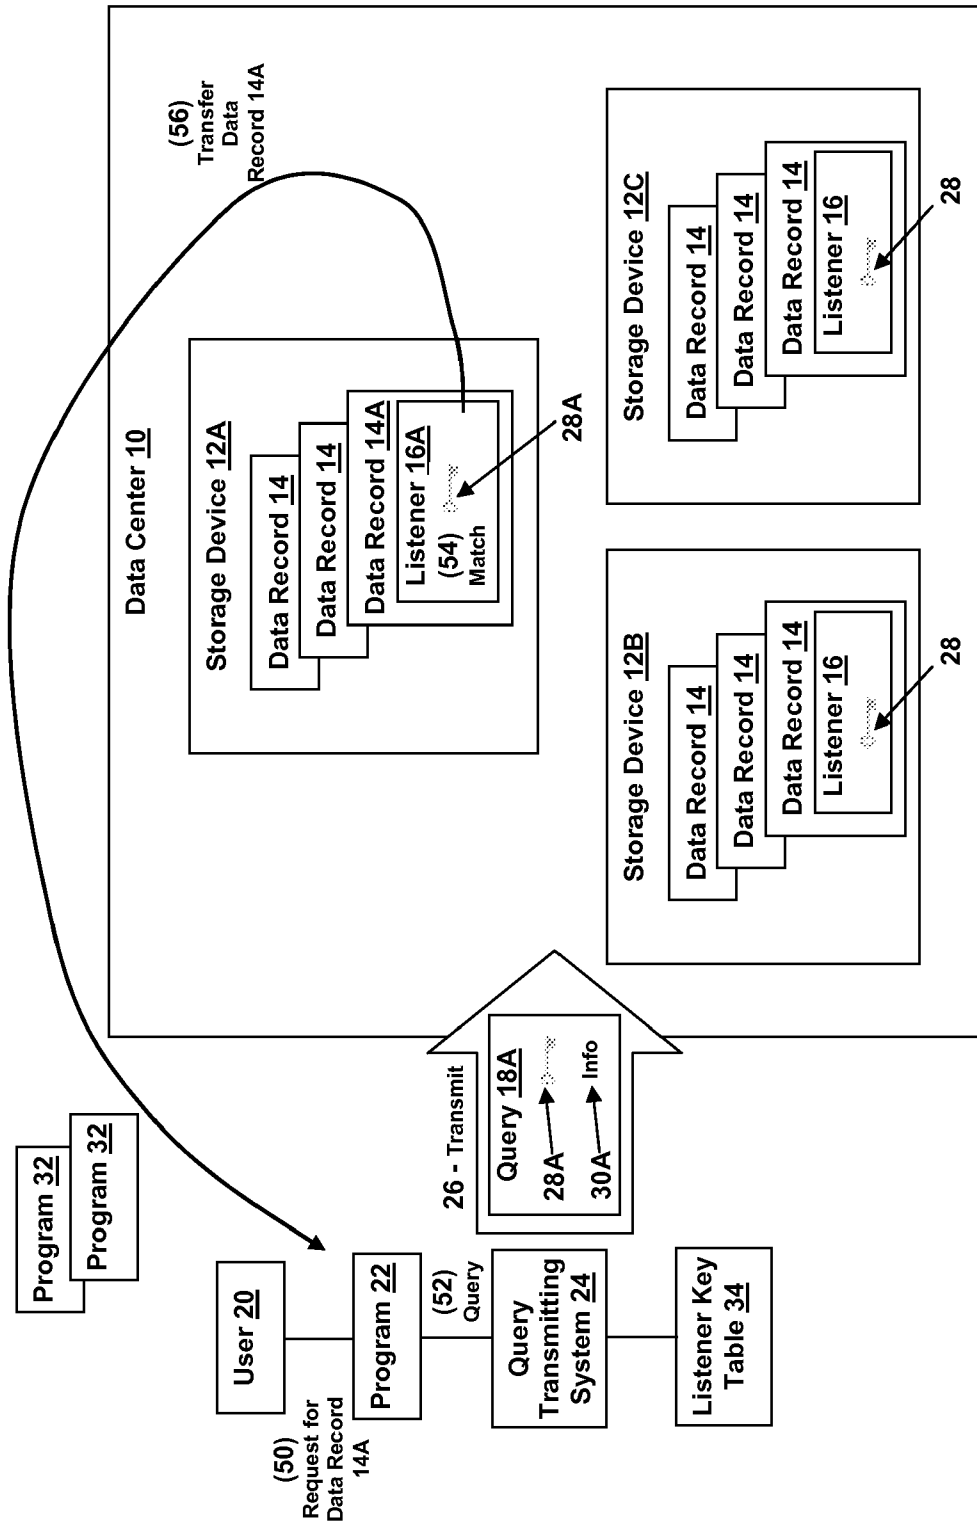 Program 32
Program 32
User 20
(50)
Request for
Data Record
14A
Program 22
(52)
Query
Query
Transmitting
System 24
Listener Key
Table 34
26 - Transmit
Query 18A
28A
30A
Info
Data Center 10
Storage Device 12A
Data Record 14
Data Record 14
Data Record 14A
Listener 16A
(54)
Match
28A
(56)
Transfer
Data
Record 14A
Storage Device 12B
Data Record 14
Data Record 14
Data Record 14
Listener 16
28
Storage Device 12C
Data Record 14
Data Record 14
Data Record 14
Listener 16
28